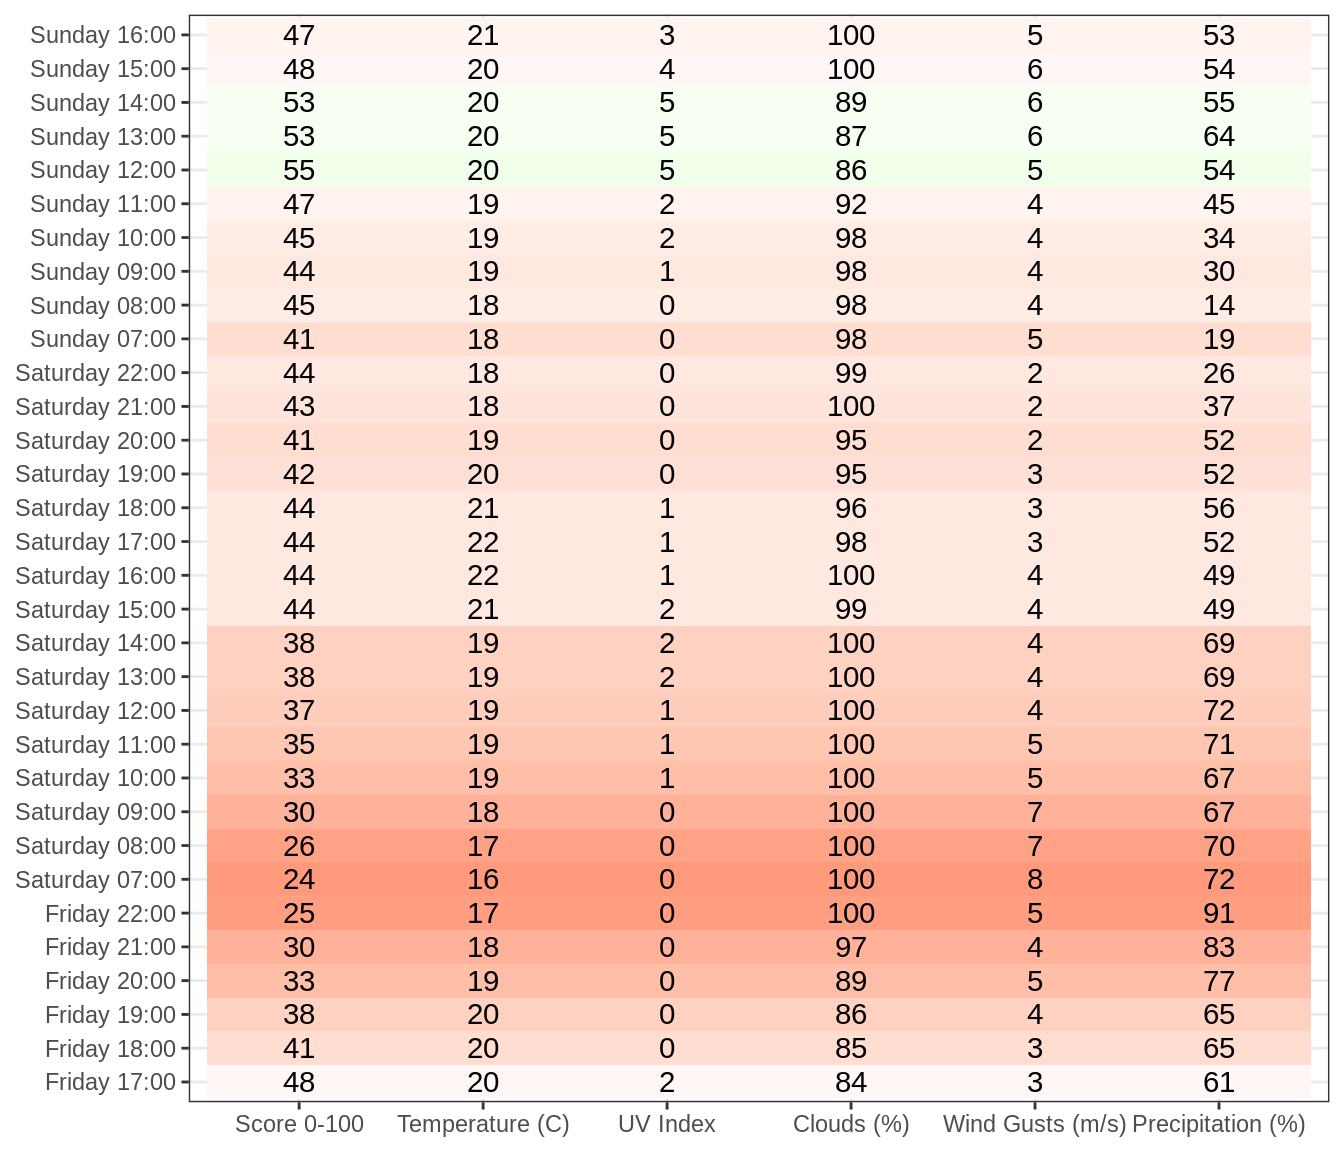 Sunday 16:00 47 21 3 100 5 53
Sunday 15:00 48 20 4 100 6 54
Sunday 14:00 53 20 5 89 6 55
Sunday 13:00 53 20 5 87 6 64
Sunday 12:00 55 20 5 86 5 54
Sunday 11:00 47 19 2 92 4 45
Sunday 10:00 45 19 2 98 4 34
Sunday 09:00 44 19 1 98 4 30
Sunday 08:00 45 18 0 98 4 14
Sunday 07:00 41 18 0 98 5 19
Saturday 22:00 44 18 0 99 2 26
Saturday 21:00 43 18 0 100 2 37
Saturday 20:00 41 19 0 95 2 52
Saturday 19:00 42 20 0 95 3 52
Saturday 18:00 44 21 1 96 3 56
Saturday 17:00 44 22 1 98 3 52
Saturday 16:00 44 22 1 100 4 49
Saturday 15:00 44 21 2 99 4 49
Saturday 14:00 38 19 2 100 4 69
Saturday 13:00 38 19 2 100 4 69
Saturday 12:00 37 19 1 100 4 72
Saturday 11:00 35 19 1 100 5 71
Saturday 10:00 33 19 1 100 5 67
Saturday 09:00 30 18 0 100 7 67
Saturday 08:00 26 17 0 100 7 70
Saturday 07:00 24 16 0 100 8 72
Friday 22:00 25 17 0 100 5 91
Friday 21:00 30 18 0 97 4 83
Friday 20:00 33 19 0 89 5 77
Friday 19:00 38 20 0 86 4 65
Friday 18:00 41 20 0 85 3 65
Friday 17:00 48 20 2 84 3 61
Score 0-100 Temperature (C) UV Index Clouds (%) Wind Gusts (m/s) Precipitation (%)